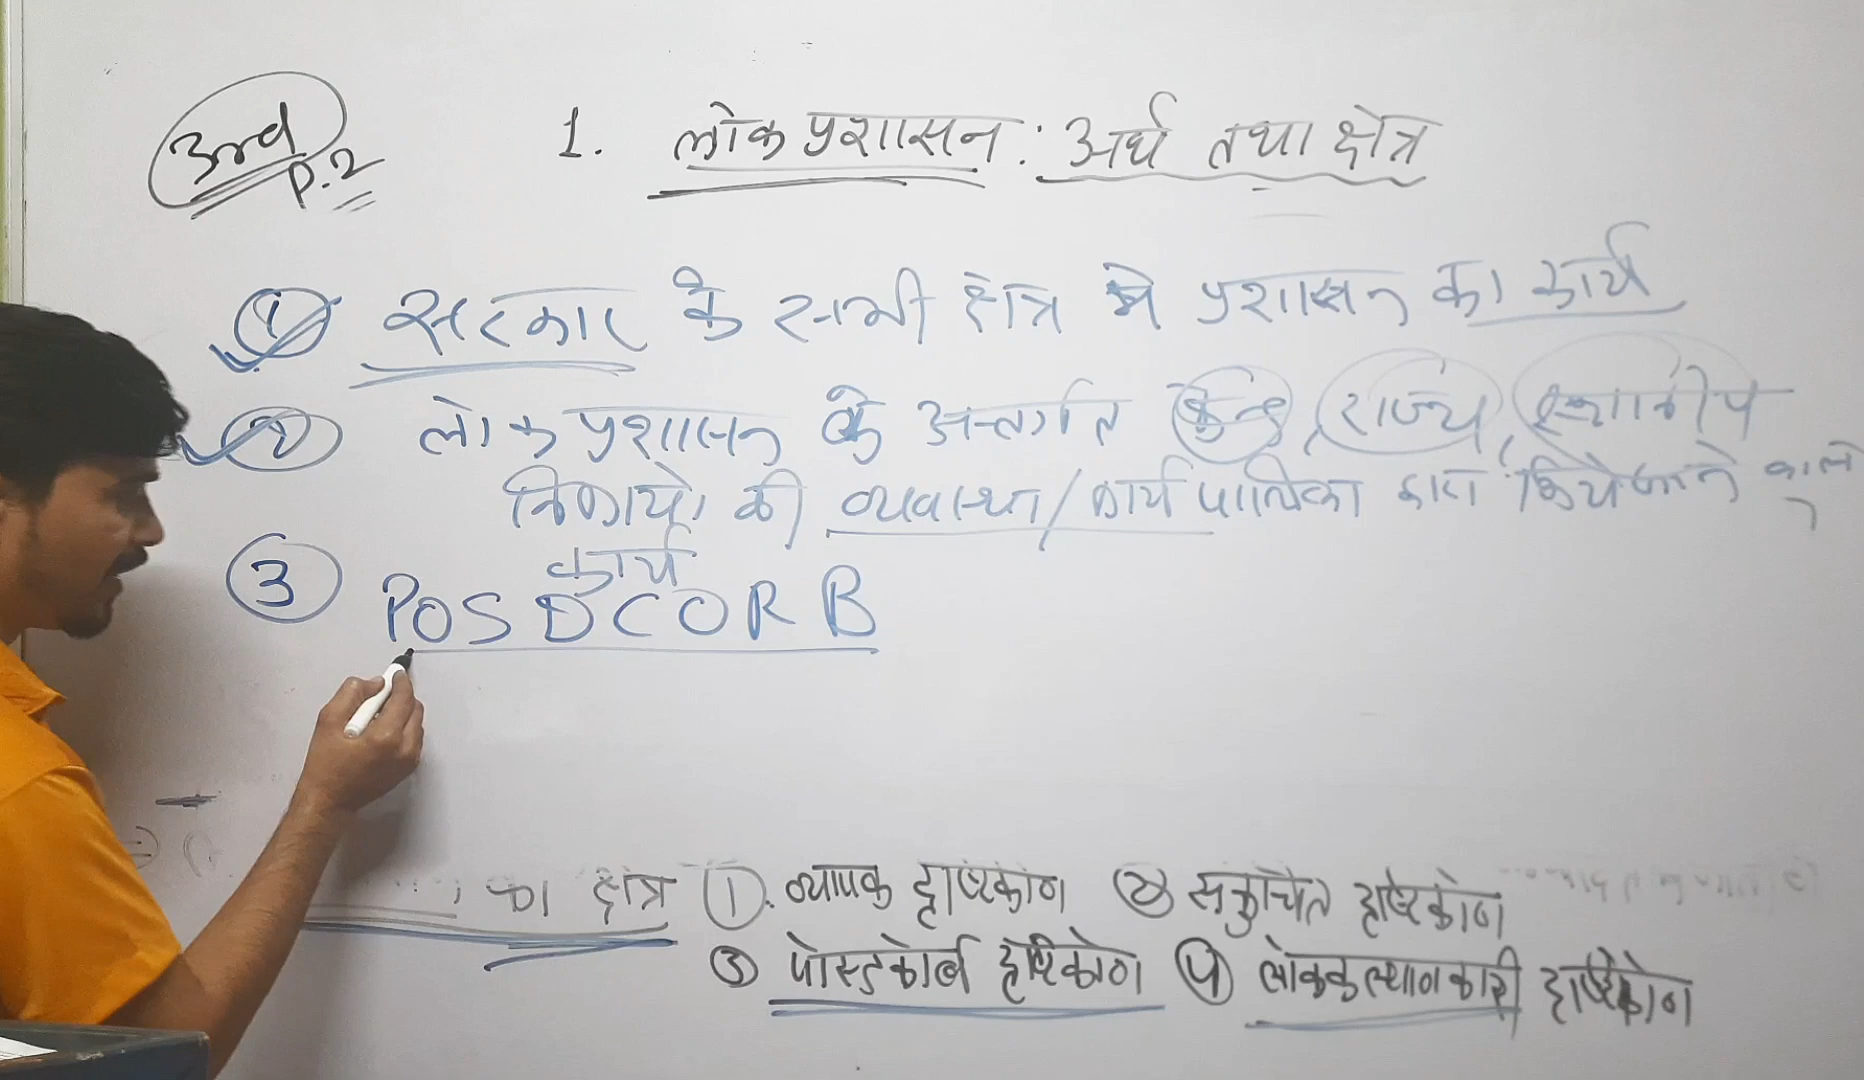 3rd
P.2
1. लोक प्रशासन : अर्थ तथा क्षेत्र
① सरकार के सभी क्षेत्र मे प्रशासन का कार्य
② लोक प्रशासन के अन्तर्गत केन्द्र, राज्य, स्थानीय
निकायो की व्यवस्था/कार्यपालिका द्वारा किये जाने वाले
कार्य
③ POSDCORB
का क्षेत्र ① व्यापक दृष्टिकोण ② संकुचित दृष्टिकोण
③ पोस्डकोर्ब दृष्टिकोण ④ लोककल्याणकारी दृष्टिकोण